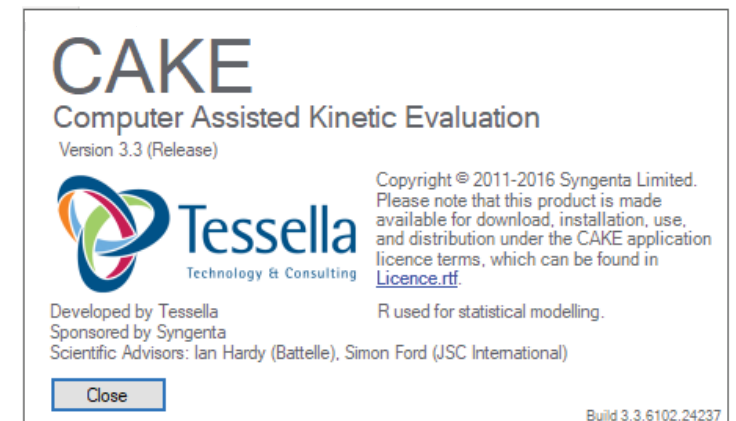 CAKE
Computer Assisted Kinetic Evaluation
Version 3.3 (Release)
Tessella
Technology & Consulting
Copyright © 2011-2016 Syngenta Limited.
Please note that this product is made
available for download, installation, use,
and distribution under the CAKE application
licence terms, which can be found in
Licence.rtf.
Developed by Tessella
R used for statistical modelling.
Sponsored by Syngenta
Scientific Advisors: Ian Hardy (Battelle), Simon Ford (JSC International)
Close
Build 3.3.6102.24237